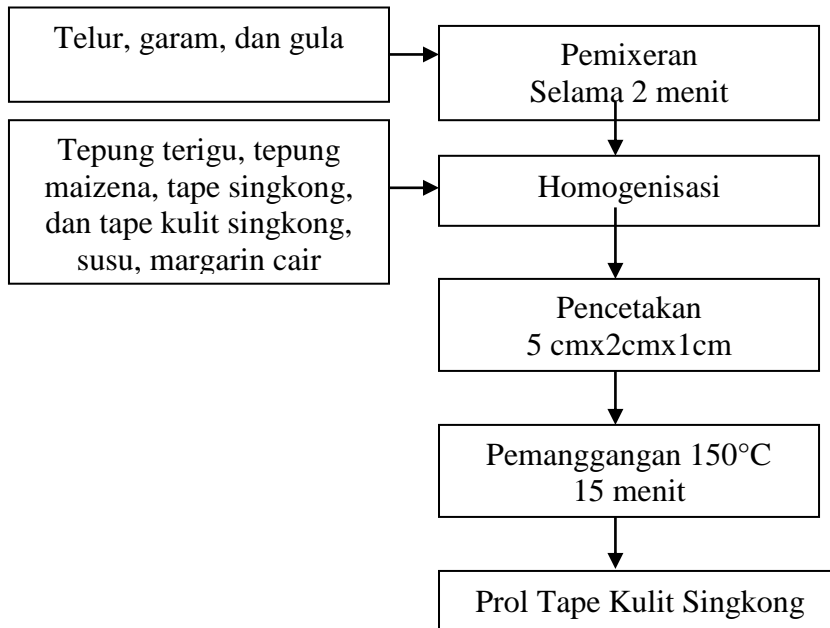 Telur, garam, dan gula
Pemixeran
Selama 2 menit
Tepung terigu, tepung
maizena, tape singkong,
dan tape kulit singkong,
susu, margarin cair
Homogenisasi
Pencetakan
5 cmx2cmx1cm
Pemanggangan 150°C
15 menit
Prol Tape Kulit Singkong